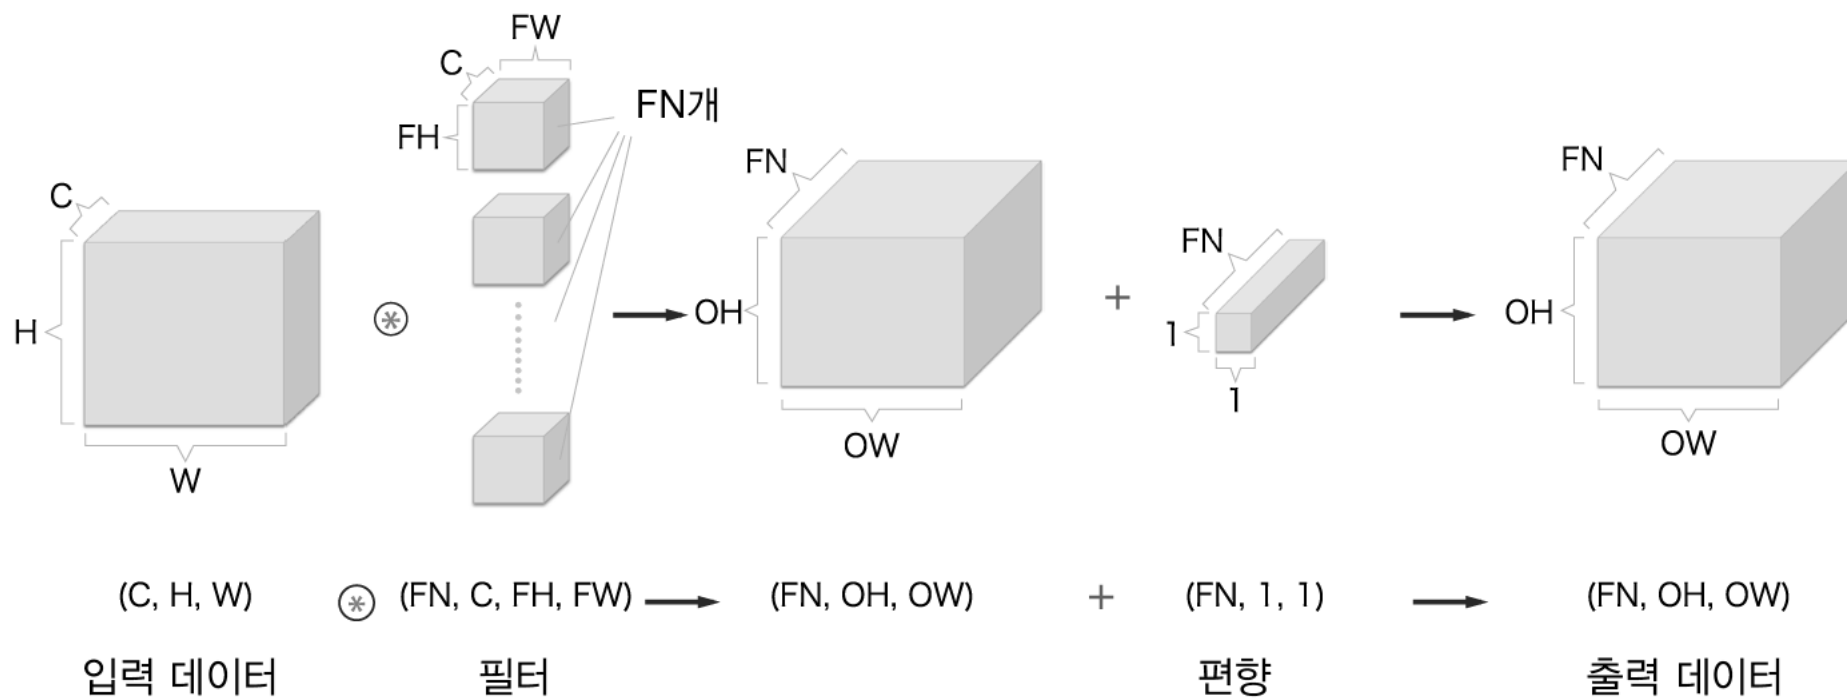 FW
C
FH
FN개
C
H
W
FN
OH
OW
+
FN
1
1
FN
OH
OW
(C, H, W) ⊛ (FN, C, FH, FW) → (FN, OH, OW) + (FN, 1, 1) → (FN, OH, OW)
입력 데이터 필터 편향 출력 데이터